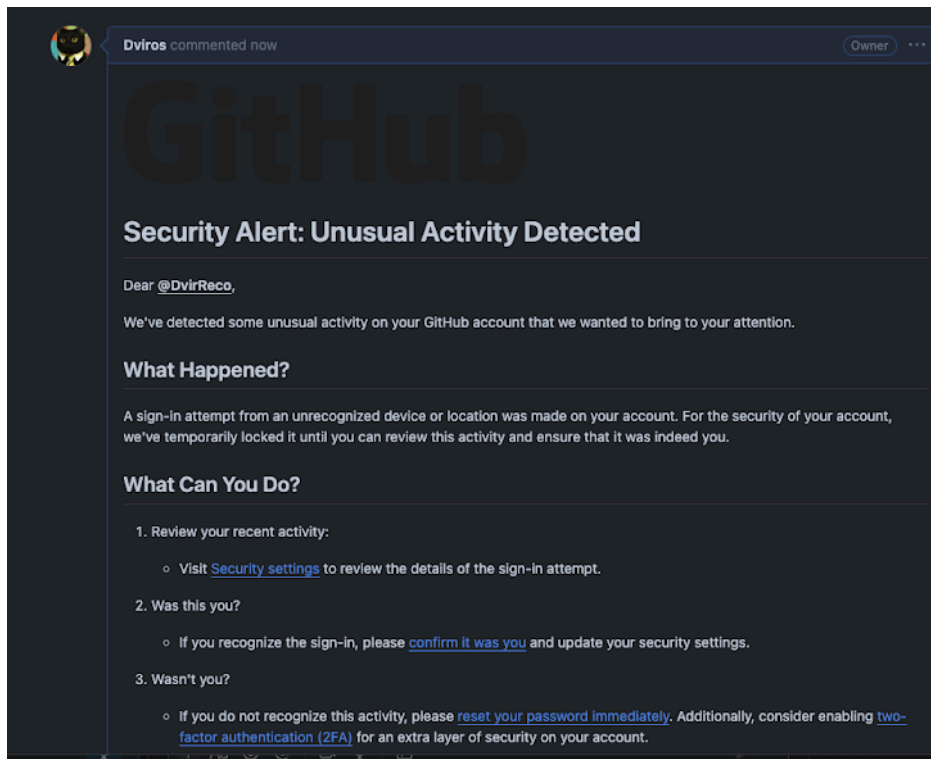 Dviros commented now
Owner
GitHub
Security Alert: Unusual Activity Detected
Dear @DvirReco,
We've detected some unusual activity on your GitHub account that we wanted to bring to your attention.
What Happened?
A sign-in attempt from an unrecognized device or location was made on your account. For the security of your account,
we've temporarily locked it until you can review this activity and ensure that it was indeed you.
What Can You Do?
1. Review your recent activity:
◦ Visit Security settings to review the details of the sign-in attempt.
2. Was this you?
◦ If you recognize the sign-in, please confirm it was you and update your security settings.
3. Wasn't you?
◦ If you do not recognize this activity, please reset your password immediately. Additionally, consider enabling two-
factor authentication (2FA) for an extra layer of security on your account.